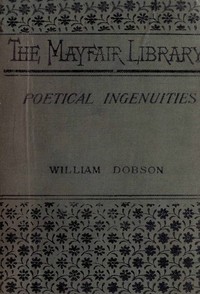 THE MAYFAIR LIBRARY
POETICAL INGENUITIES
WILLIAM DOBSON